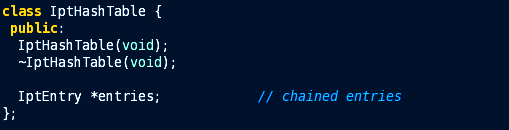 class IptHashTable {
public:
IptHashTable(void);
~IptHashTable(void);
IptEntry *entries; // chained entries
};